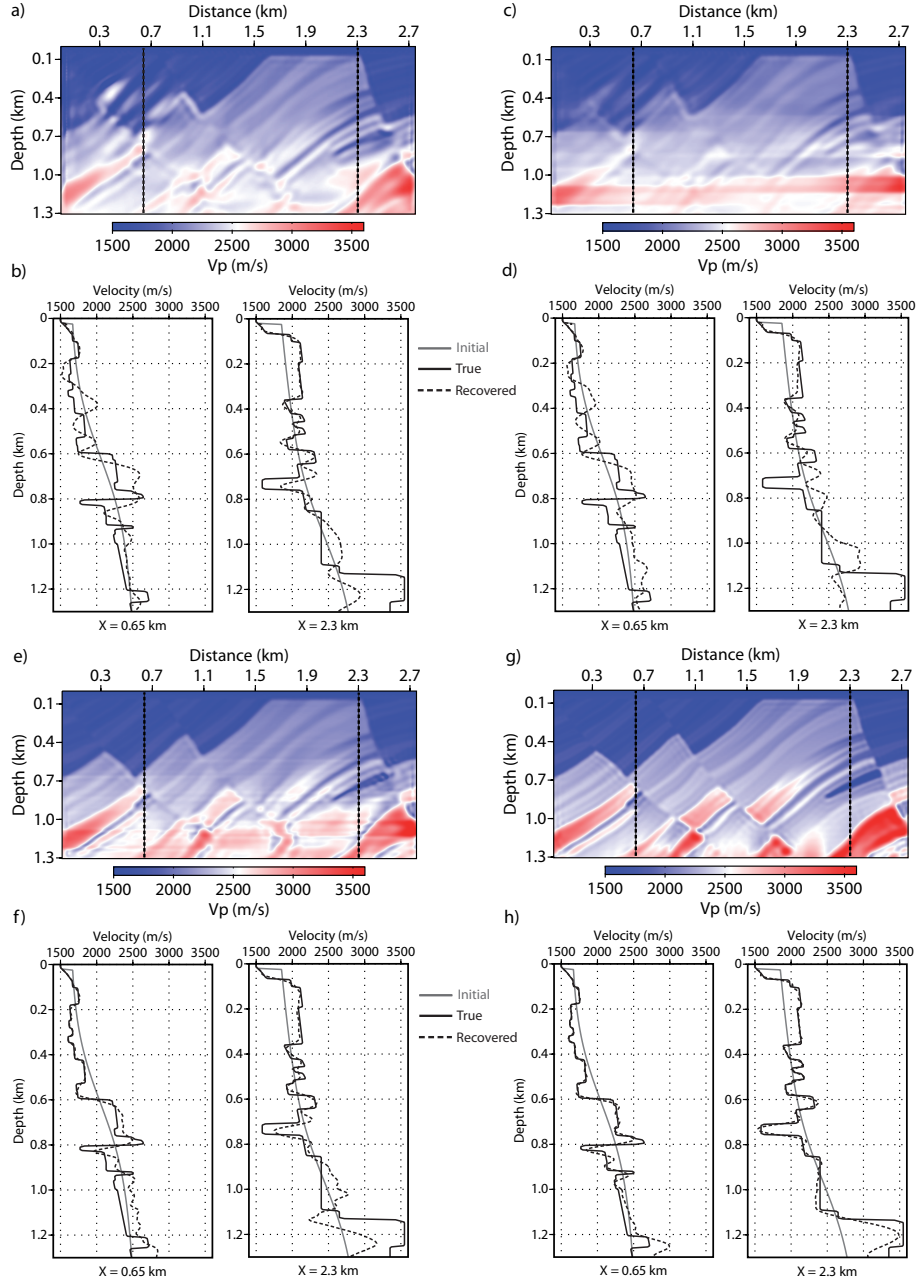 a)
Distance (km)
0.3 0.7 1.1 1.5 1.9 2.3 2.7
Depth (km)
0.1
0.4
0.7
1.0
1.3
1500 2000 2500 3000 3500
Vp (m/s)
c)
Distance (km)
0.3 0.7 1.1 1.5 1.9 2.3 2.7
Depth (km)
0.1
0.4
0.7
1.0
1.3
1500 2000 2500 3000 3500
Vp (m/s)
b)
Velocity (m/s)
1500 2000 2500 3000 3500
Depth (km)
0
0.2
0.4
0.6
0.8
1.0
1.2
X = 0.65 km
Velocity (m/s)
1500 2000 2500 3000 3500
X = 2.3 km
Initial
True
Recovered
d)
Velocity (m/s)
1500 2000 2500 3000 3500
Depth (km)
0
0.2
0.4
0.6
0.8
1.0
1.2
X = 0.65 km
Velocity (m/s)
1500 2000 2500 3000 3500
X = 2.3 km
e)
Distance (km)
0.3 0.7 1.1 1.5 1.9 2.3 2.7
Depth (km)
0.1
0.4
0.7
1.0
1.3
1500 2000 2500 3000 3500
Vp (m/s)
g)
Distance (km)
0.3 0.7 1.1 1.5 1.9 2.3 2.7
Depth (km)
0.1
0.4
0.7
1.0
1.3
1500 2000 2500 3000 3500
Vp (m/s)
f)
Velocity (m/s)
1500 2000 2500 3000 3500
Depth (km)
0
0.2
0.4
0.6
0.8
1.0
1.2
X = 0.65 km
Velocity (m/s)
1500 2000 2500 3000 3500
X = 2.3 km
Initial
True
Recovered
h)
Velocity (m/s)
1500 2000 2500 3000 3500
Depth (km)
0
0.2
0.4
0.6
0.8
1.0
1.2
X = 0.65 km
Velocity (m/s)
1500 2000 2500 3000 3500
X = 2.3 km